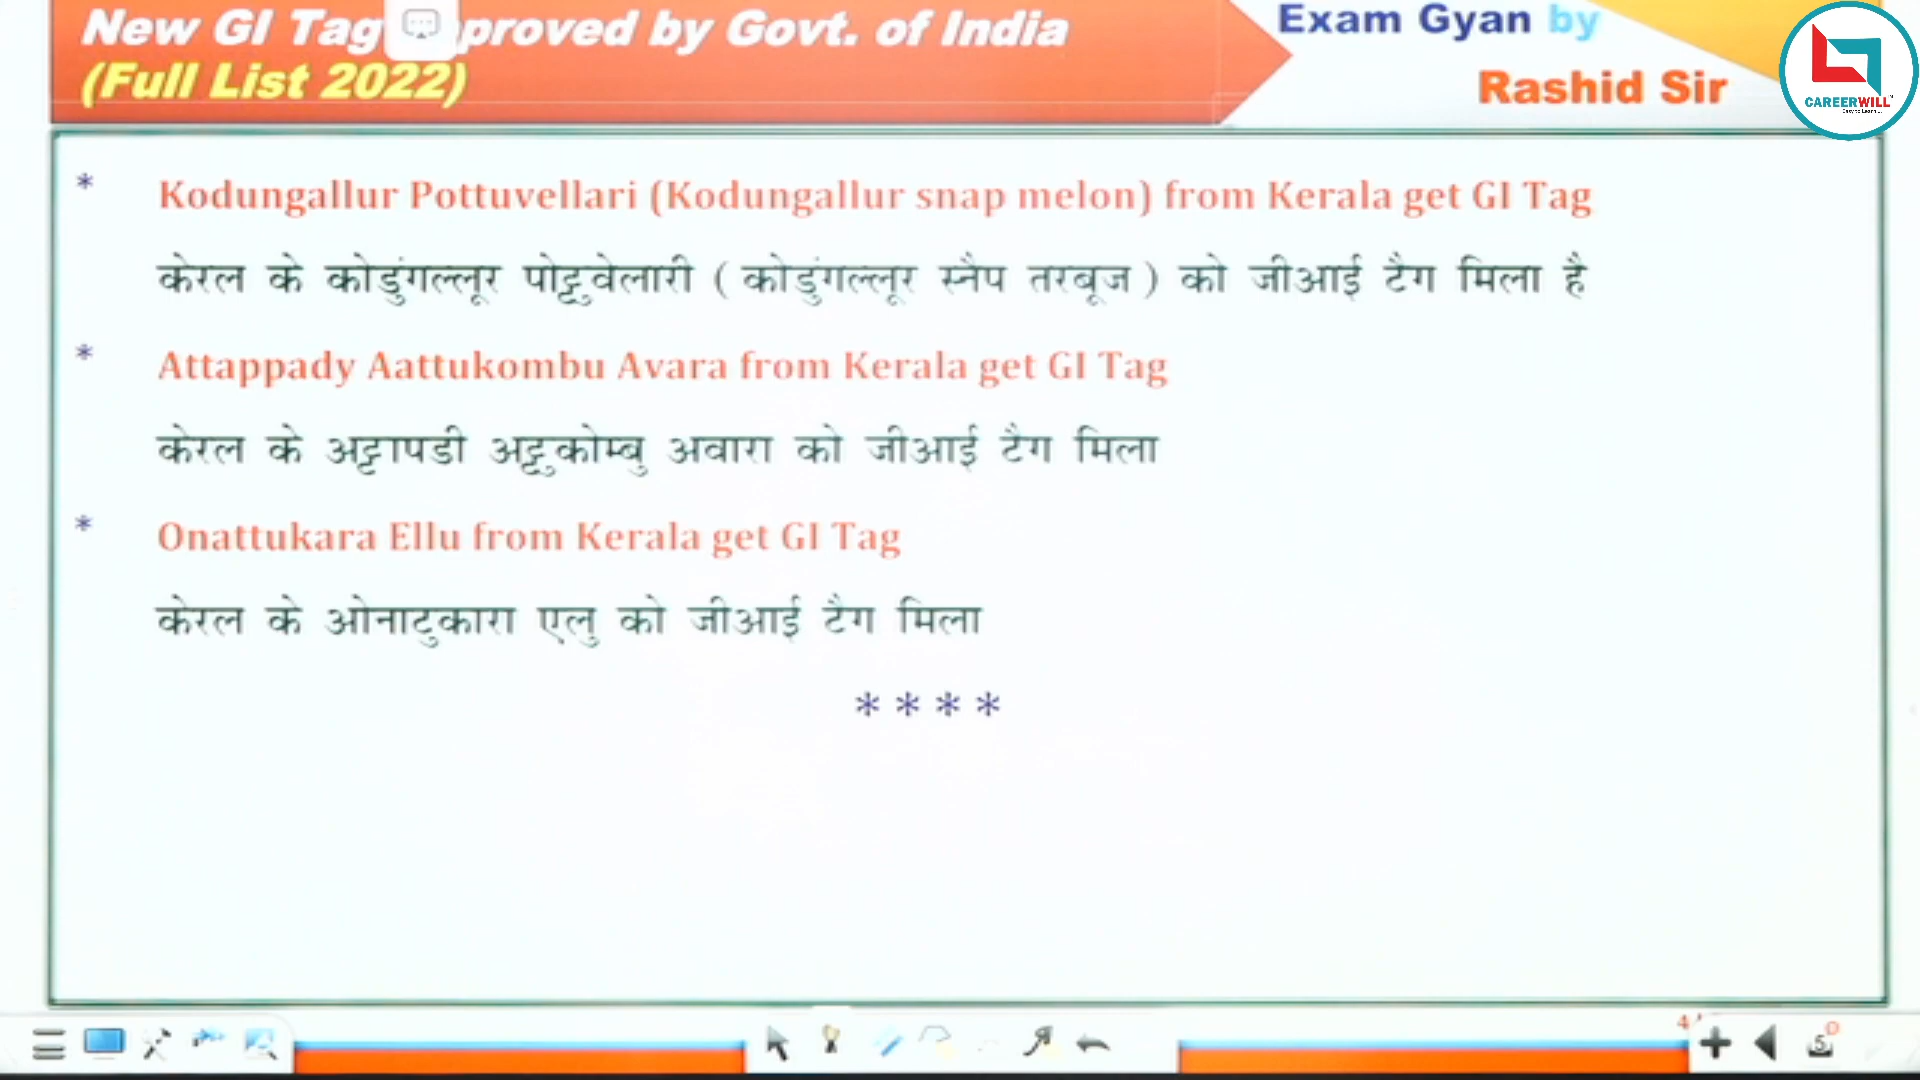 New GI Tag proved by Govt. of India
(Full List 2022)
Exam Gyan by
Rashid Sir
CAREERWILL
* Kodungallur Pottuvellari (Kodungallur snap melon) from Kerala get GI Tag
केरल के कोडुंगल्लूर पोट्टुवेलारी ( कोडुंगल्लूर स्नैप तरबूज ) को जीआई टैग मिला है
* Attappady Aattukombu Avara from Kerala get GI Tag
केरल के अट्टापडी अट्टुकोम्बु अवारा को जीआई टैग मिला
* Onattukara Ellu from Kerala get GI Tag
केरल के ओनाटुकारा एलु को जीआई टैग मिला
* * * *